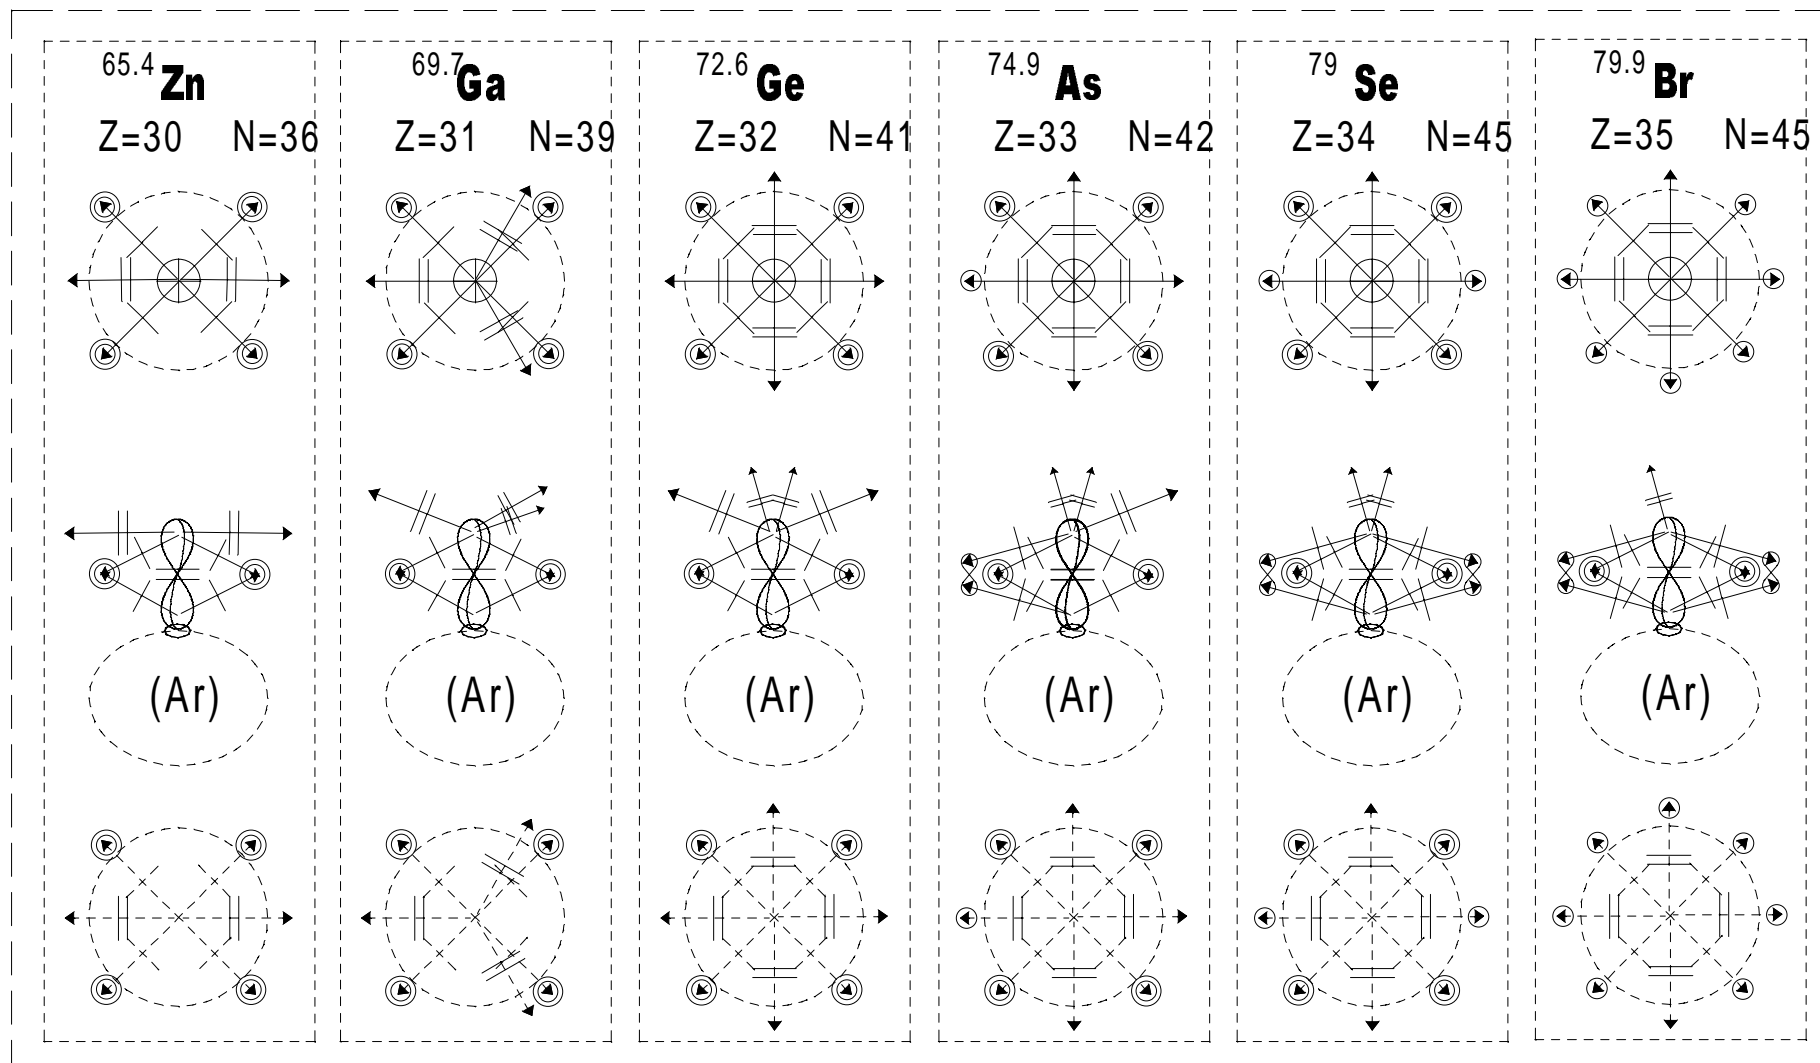 65.4 Zn
Z=30 N=36
(Ar)
69.7 Ga
Z=31 N=39
(Ar)
72.6 Ge
Z=32 N=41
(Ar)
74.9 As
Z=33 N=42
(Ar)
79 Se
Z=34 N=45
(Ar)
79.9 Br
Z=35 N=45
(Ar)